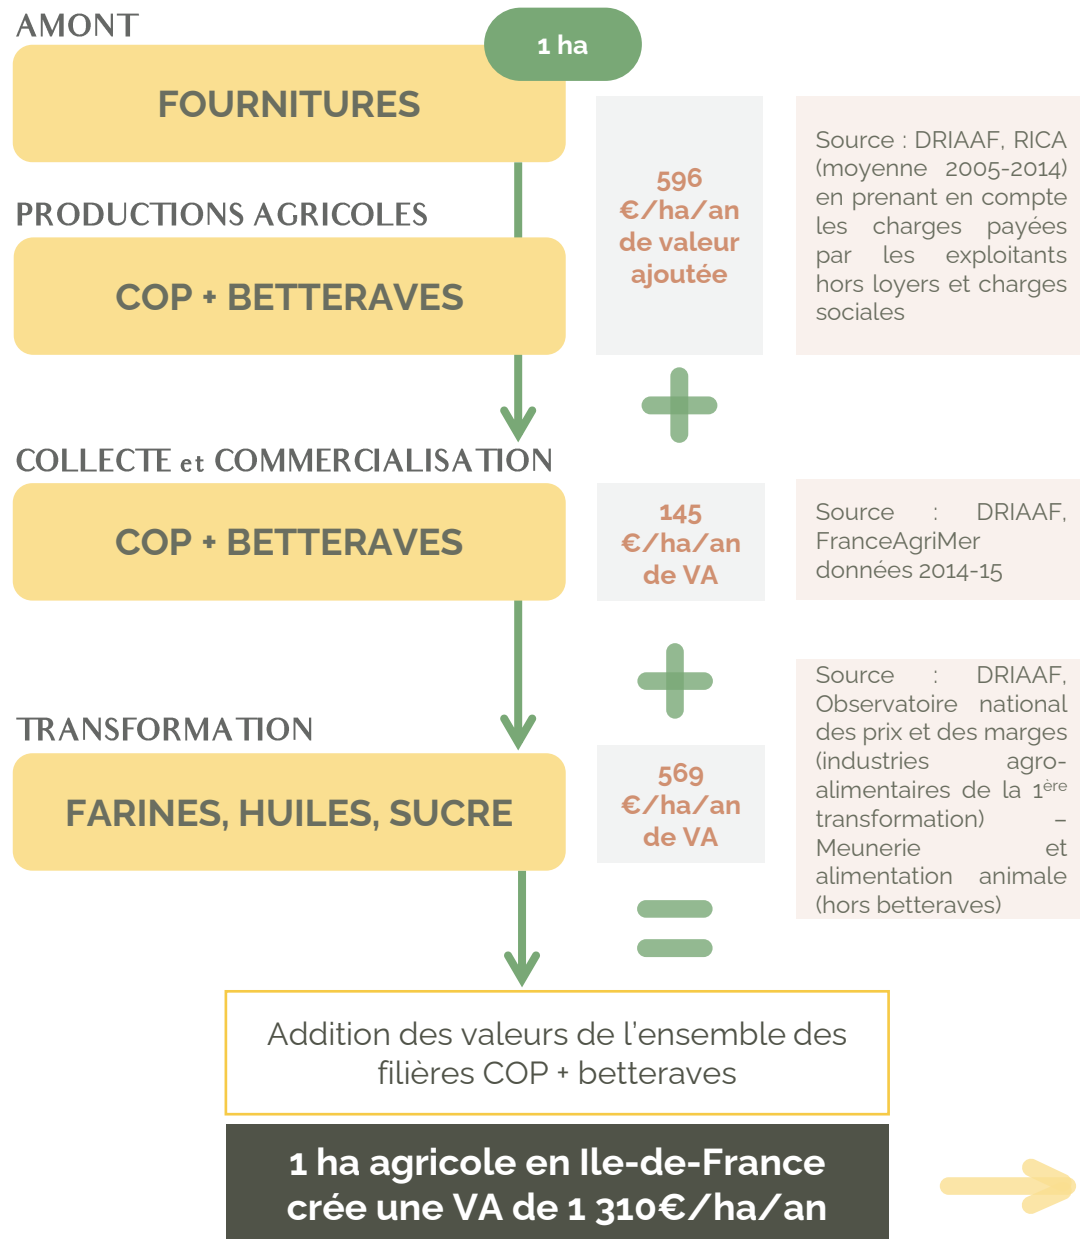 AMONT
1 ha
FOURNITURES
PRODUCTIONS AGRICOLES
COP + BETTERAVES
596
€/ha/an
de valeur
ajoutée
Source : DRIAAF, RICA
(moyenne 2005-2014)
en prenant en compte
les charges payées
par les exploitants
hors loyers et charges
sociales
COLLECTE et COMMERCIALISATION
COP + BETTERAVES
145
€/ha/an
de VA
Source : DRIAAF,
FranceAgriMer
données 2014-15
TRANSFORMATION
FARINES, HUILES, SUCRE
569
€/ha/an
de VA
Source : DRIAAF,
Observatoire national
des prix et des marges
(industries agro-
alimentaires de la 1ère
transformation) –
Meunerie et
alimentation animale
(hors betteraves)
Addition des valeurs de l'ensemble des
filières COP + betteraves
1 ha agricole en Ile-de-France
crée une VA de 1 310€/ha/an